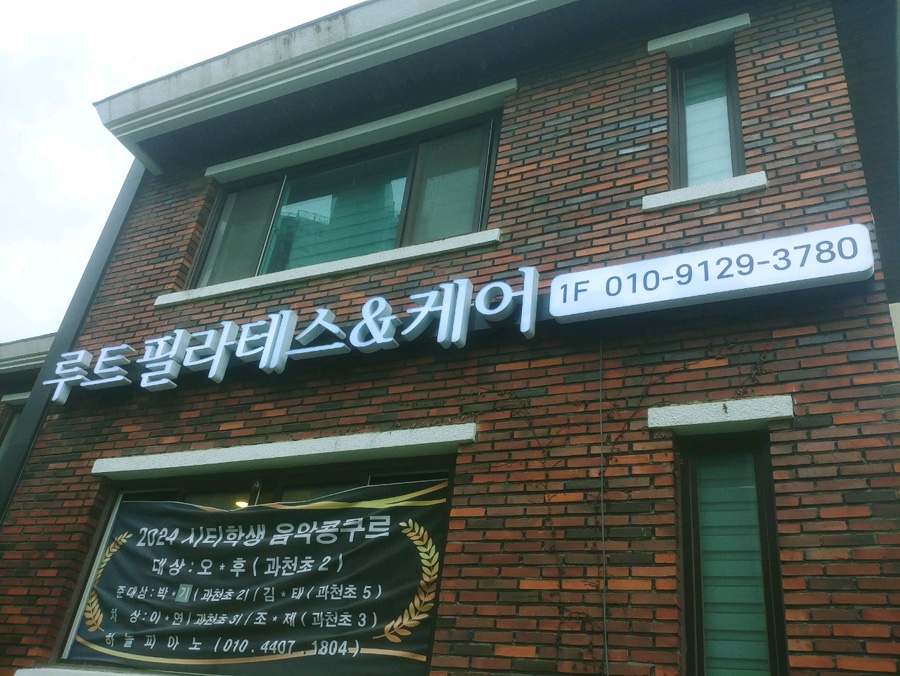 루트필라테스&케어
1F 010-9129-3780
2024 시티학생 음악콩쿠르
대상:오*후(과천초2)
준대상:박*기(과천초2)(김*태(과천초5)
상:이*연(과천초3)(조*제(과천초3)
하늘피아노(010.4407.1804)